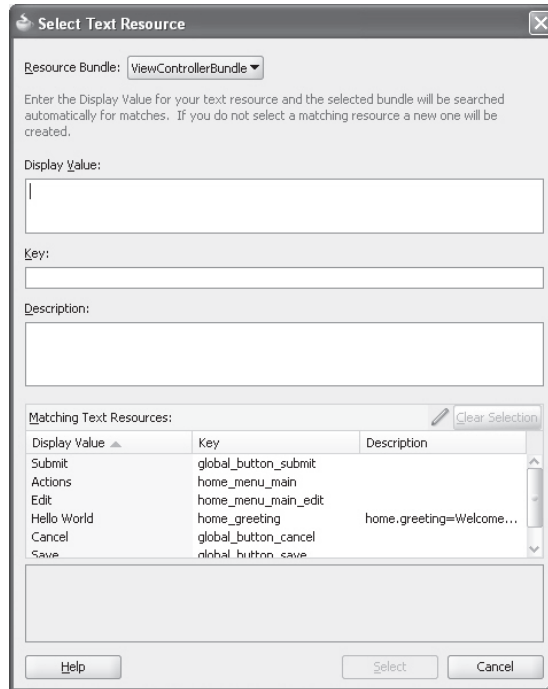 Select Text Resource
Resource Bundle: ViewControllerBundle
Enter the Display Value for your text resource and the selected bundle will be searched
automatically for matches. If you do not select a matching resource a new one will be
created.
Display Value:
Key:
Description:
Matching Text Resources: Clear Selection
Display Value Key Description
Submit global_button_submit
Actions home_menu_main
Edit home_menu_main_edit
Hello World home_greeting home.greeting=Welcome...
Cancel global_button_cancel
Save global_button_save
Help Select Cancel